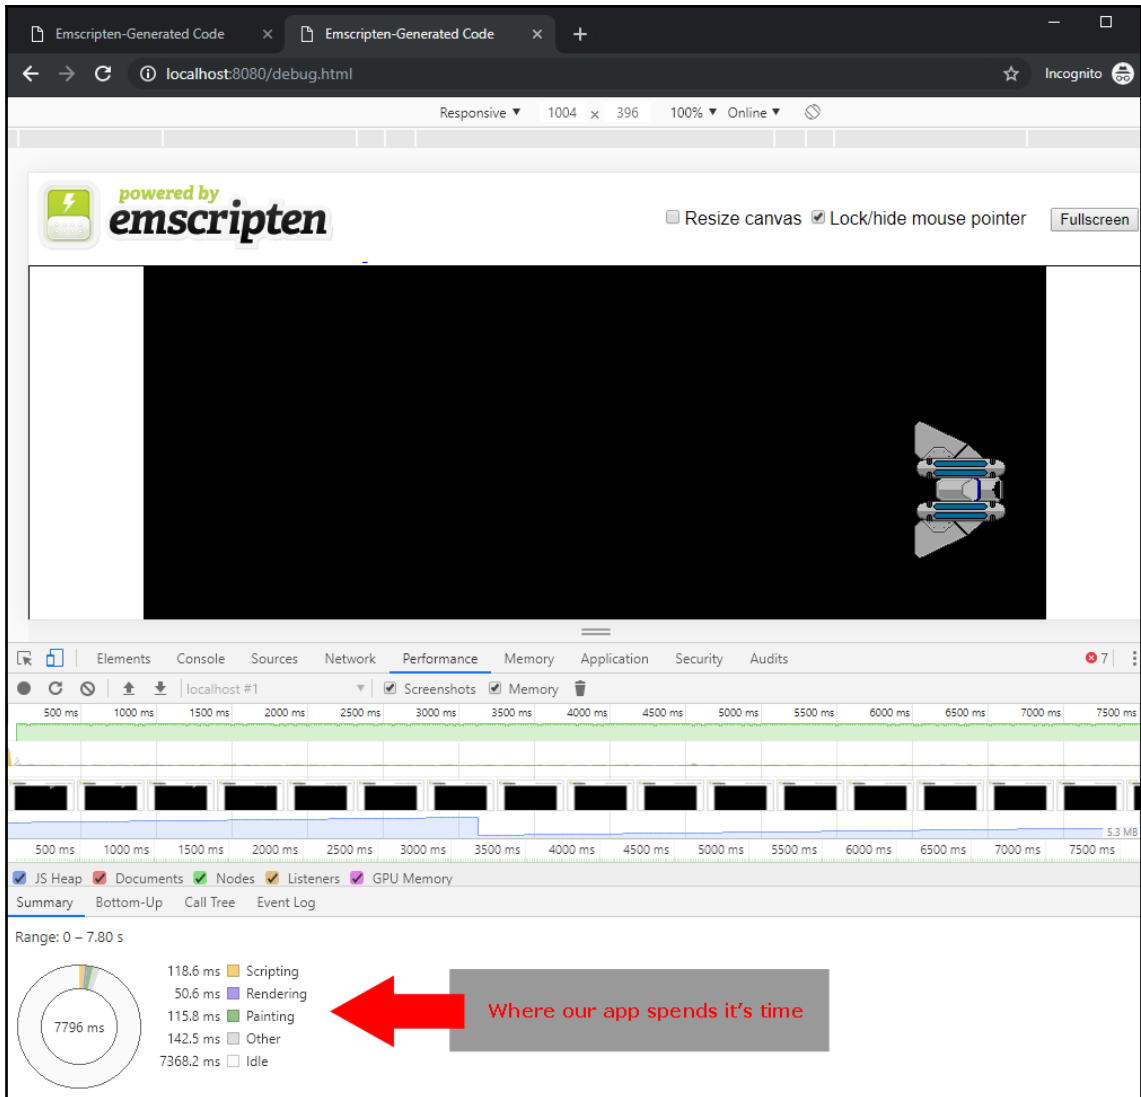 Emscripten-Generated Code × Emscripten-Generated Code × +
localhost:8080/debug.html Incognito
Responsive ▼ 1004 × 396 100% ▼ Online ▼
powered by
emscripten
Resize canvas Lock/hide mouse pointer Fullscreen
Elements Console Sources Network Performance Memory Application Security Audits 7
localhost #1 Screenshots Memory
500 ms 1000 ms 1500 ms 2000 ms 2500 ms 3000 ms 3500 ms 4000 ms 4500 ms 5000 ms 5500 ms 6000 ms 6500 ms 7000 ms 7500 ms
5.3 MB
500 ms 1000 ms 1500 ms 2000 ms 2500 ms 3000 ms 3500 ms 4000 ms 4500 ms 5000 ms 5500 ms 6000 ms 6500 ms 7000 ms 7500 ms
JS Heap Documents Nodes Listeners GPU Memory
Summary Bottom-Up Call Tree Event Log
Range: 0 – 7.80 s
118.6 ms Scripting
50.6 ms Rendering
Where our app spends it's time
115.8 ms Painting
7796 ms
142.5 ms Other
7368.2 ms Idle